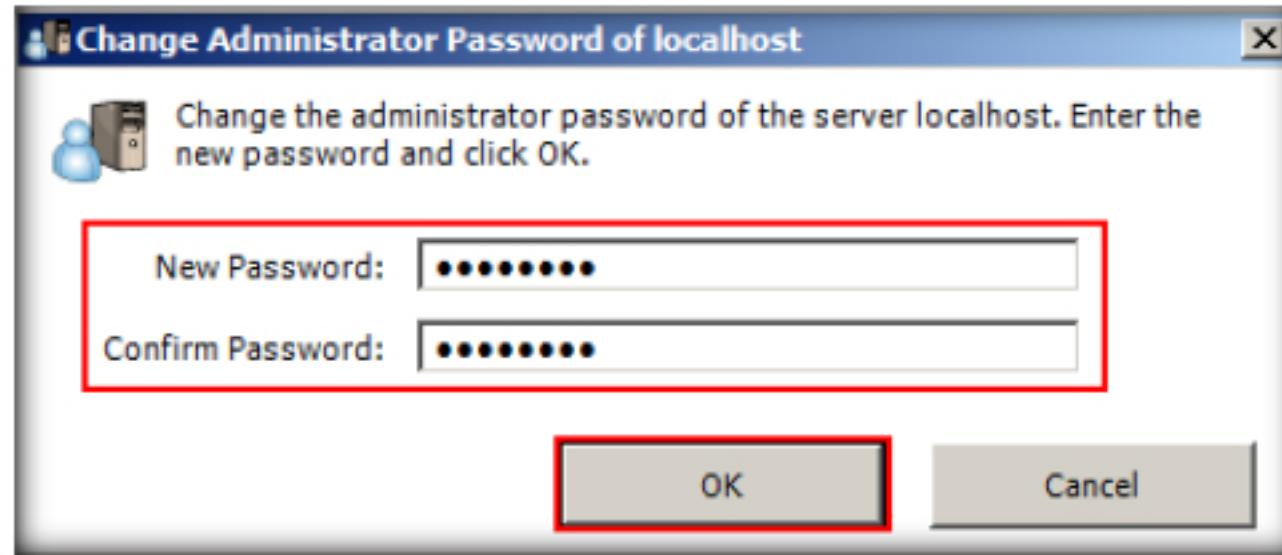 Change Administrator Password of localhost
Change the administrator password of the server localhost. Enter the
new password and click OK.
New Password: ••••••••
Confirm Password: ••••••••
OK Cancel